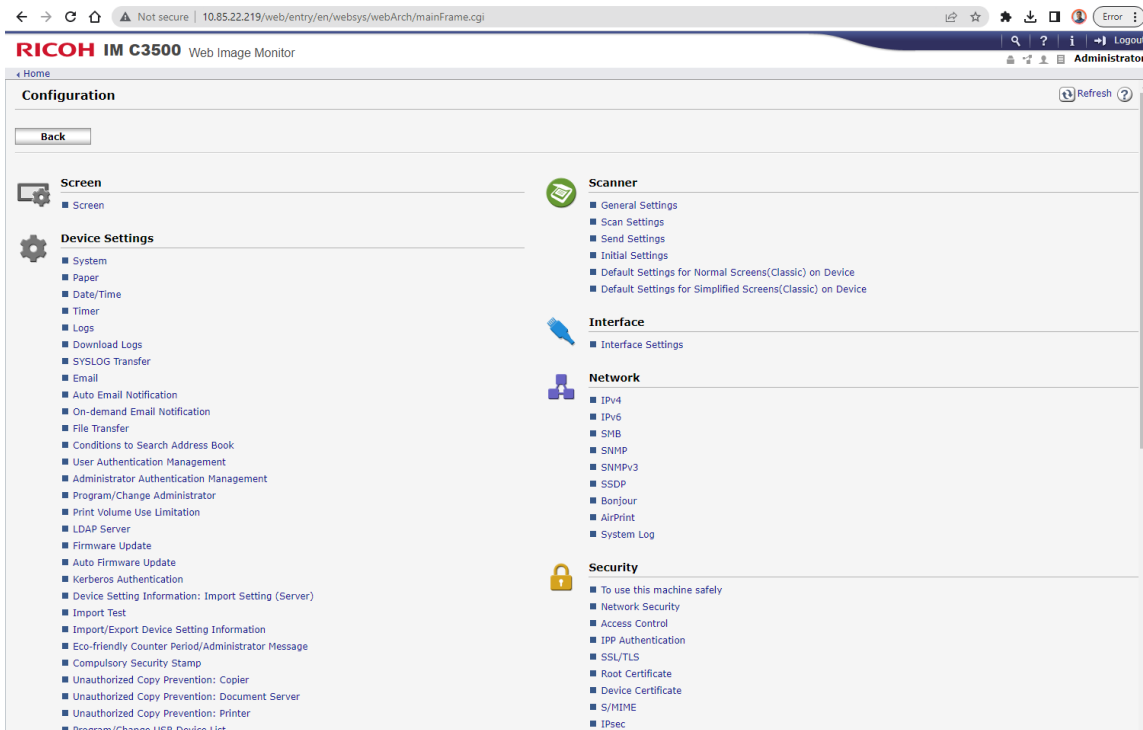 Not secure | 10.85.22.219/web/entry/en/websys/webArch/mainFrame.cgi
Error
RICOH IM C3500 Web Image Monitor
? i Logout
Administrator
Home
Configuration
Refresh ?
Back
Screen
Screen
Device Settings
System
Paper
Date/Time
Timer
Logs
Download Logs
SYSLOG Transfer
Email
Auto Email Notification
On-demand Email Notification
File Transfer
Conditions to Search Address Book
User Authentication Management
Administrator Authentication Management
Program/Change Administrator
Print Volume Use Limitation
LDAP Server
Firmware Update
Auto Firmware Update
Kerberos Authentication
Device Setting Information: Import Setting (Server)
Import Test
Import/Export Device Setting Information
Eco-friendly Counter Period/Administrator Message
Compulsory Security Stamp
Unauthorized Copy Prevention: Copier
Unauthorized Copy Prevention: Document Server
Unauthorized Copy Prevention: Printer
Program/Change USB Device List
Scanner
General Settings
Scan Settings
Send Settings
Initial Settings
Default Settings for Normal Screens(Classic) on Device
Default Settings for Simplified Screens(Classic) on Device
Interface
Interface Settings
Network
IPv4
IPv6
SMB
SNMP
SNMPv3
SSDP
Bonjour
AirPrint
System Log
Security
To use this machine safely
Network Security
Access Control
IPP Authentication
SSL/TLS
Root Certificate
Device Certificate
S/MIME
IPsec